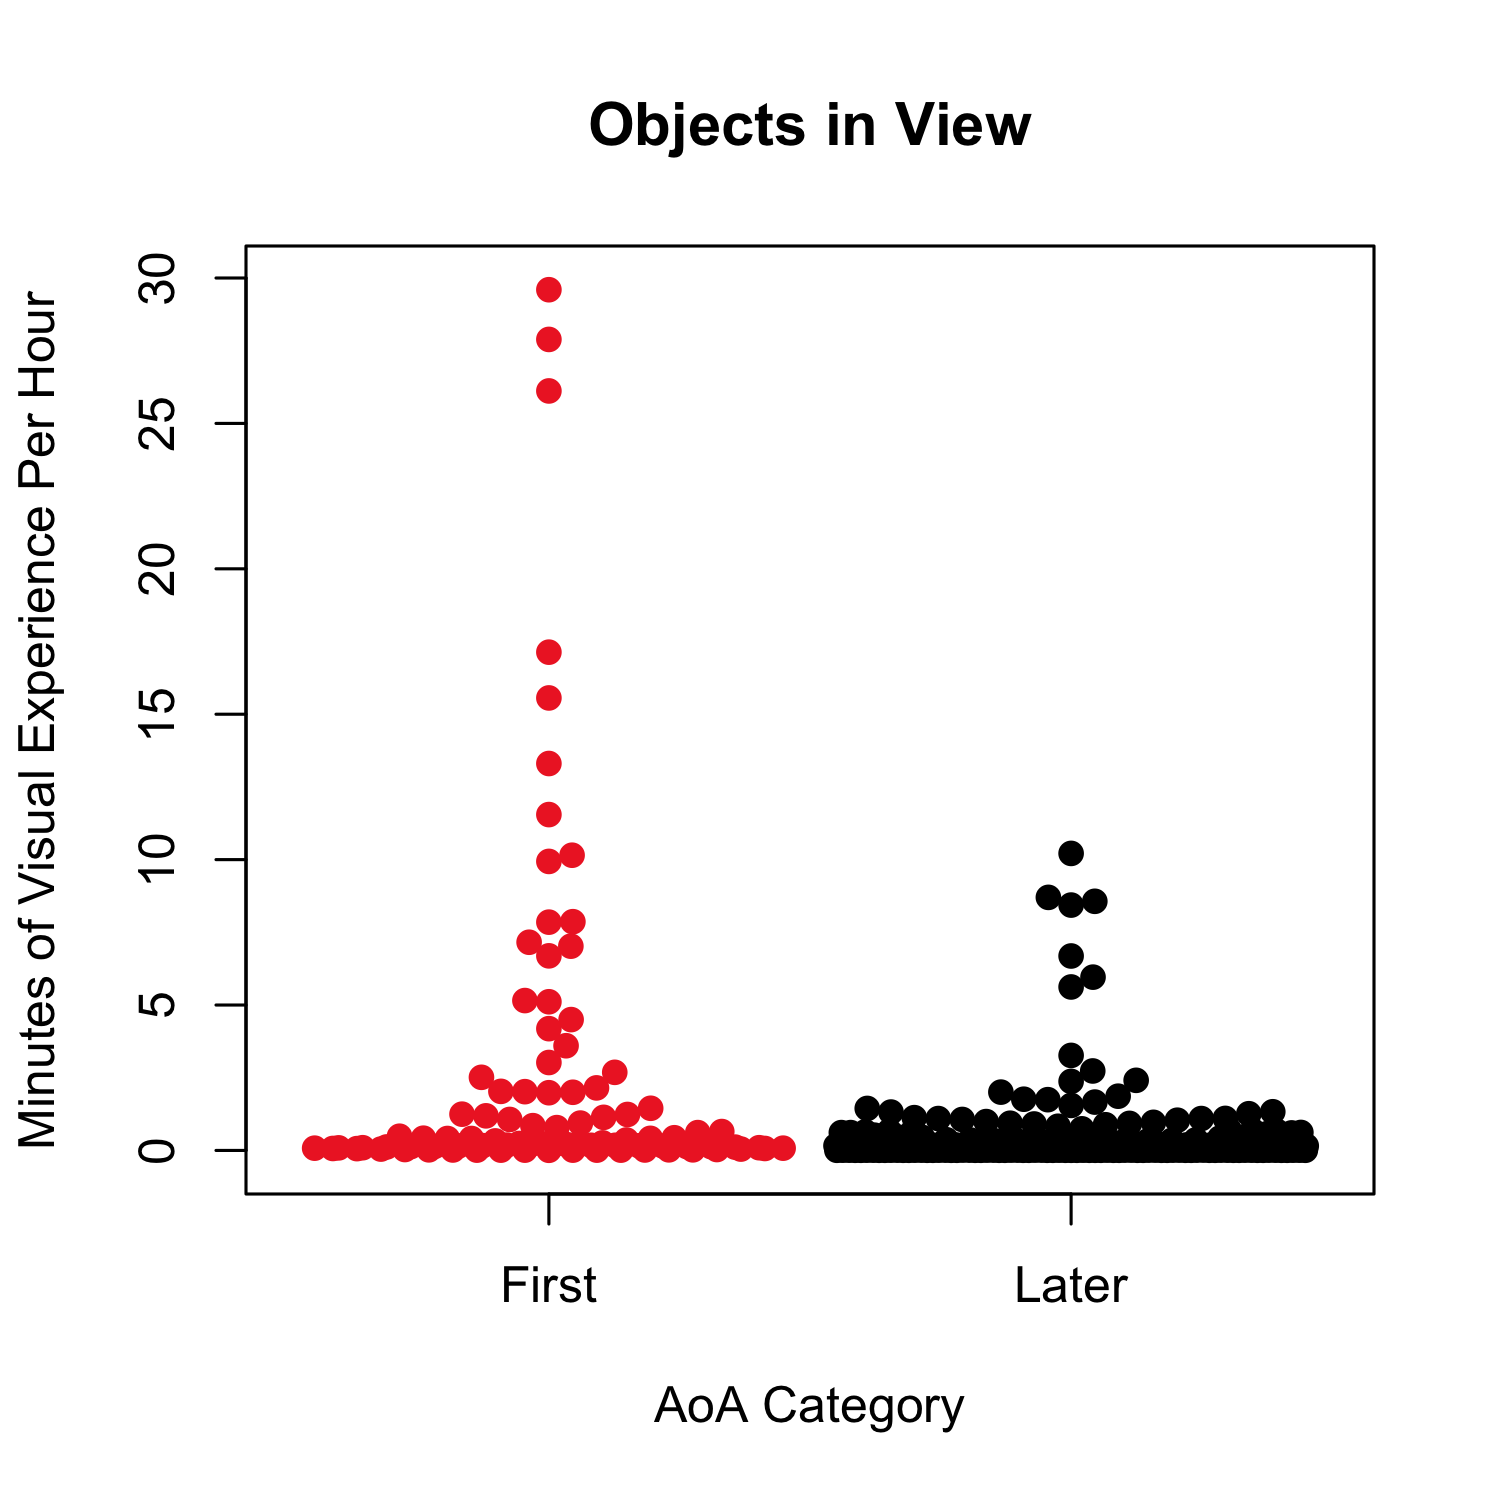 Objects in View
Minutes of Visual Experience Per Hour
30
25
20
15
10
5
0
First
Later
AoA Category